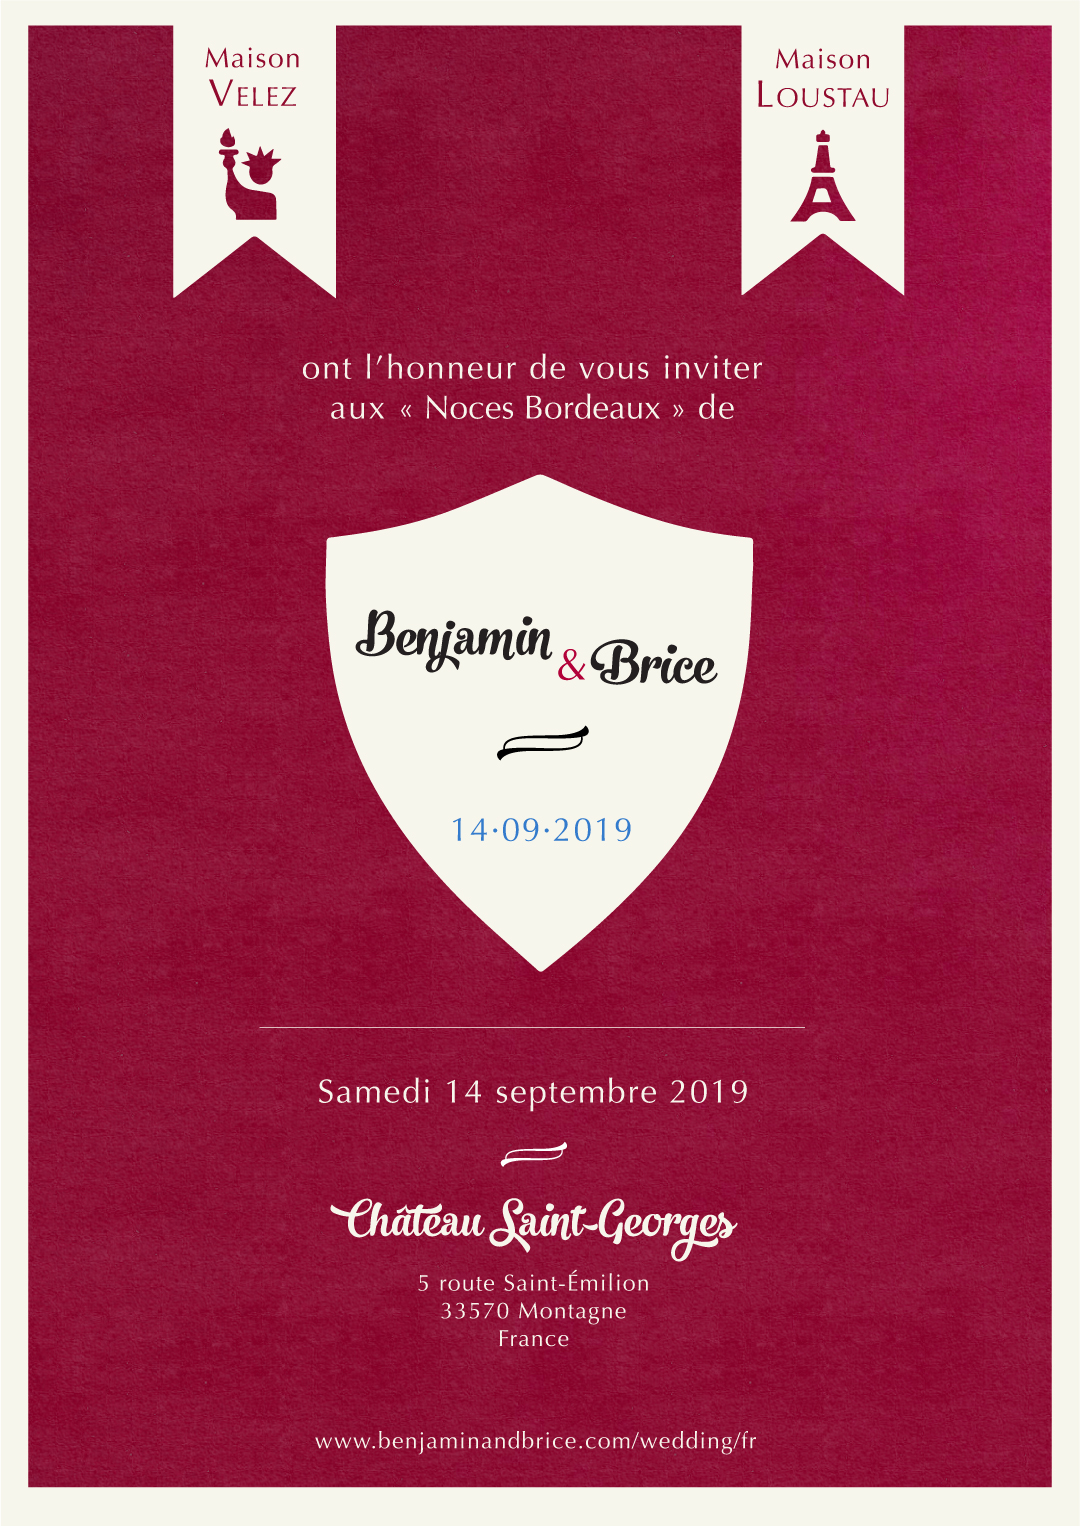 Maison
VELEZ
Maison
LOUSTAU
ont l’honneur de vous inviter
aux « Noces Bordeaux » de
Benjamin & Brice
14·09·2019
Samedi 14 septembre 2019
Château Saint-Georges
5 route Saint-Émilion
33570 Montagne
France
www.benjaminandbrice.com/wedding/fr